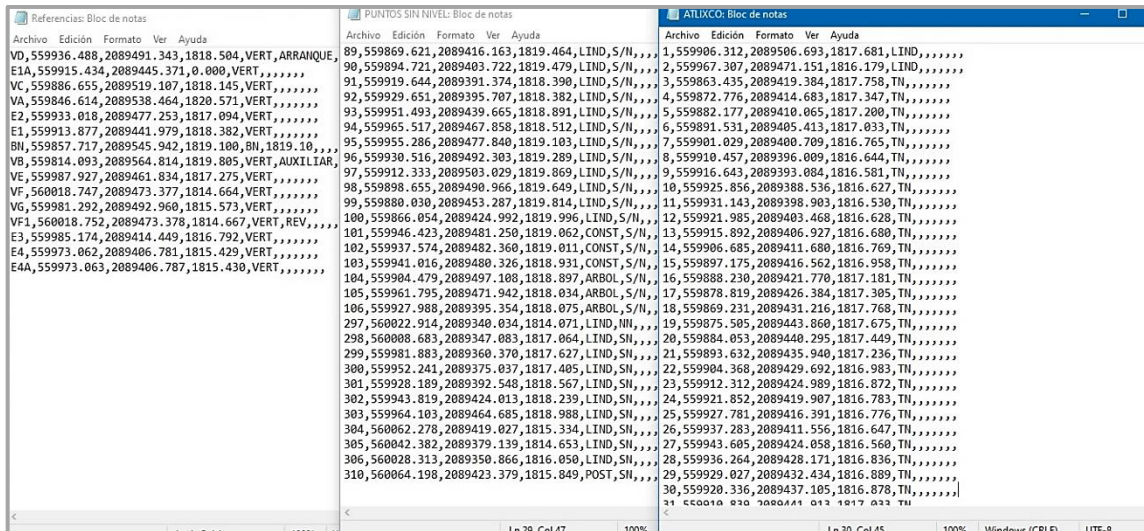 Referencias: Bloc de notas
Archivo Edición Formato Ver Ayuda
VD,559936.488,2089491.343,1818.504,VERT,ARRANQUE,
E1A,559915.434,2089445.371,0.000,VERT,,,,,,,
VC,559886.655,2089519.107,1818.145,VERT,,,,,,,
VA,559846.614,2089538.464,1820.571,VERT,,,,,,,
E2,559933.018,2089477.253,1817.094,VERT,,,,,,,
E1,559913.877,2089441.979,1818.382,VERT,,,,,,,
BN,559857.717,2089545.942,1819.100,BN,1819.10,,,,
VB,559814.093,2089564.814,1819.805,VERT,AUXILIAR,
VE,559987.927,2089461.834,1817.275,VERT,,,,,,,
VF,560018.747,2089473.377,1814.664,VERT,,,,,,,
VG,559981.292,2089492.960,1815.573,VERT,,,,,,,
VF1,560018.752,2089473.378,1814.667,VERT,REV,,,,,
E3,559985.174,2089414.449,1816.792,VERT,,,,,,,
E4,559973.062,2089406.781,1815.429,VERT,,,,,,,
E4A,559973.063,2089406.787,1815.430,VERT,,,,,,,
PUNTOS SIN NIVEL: Bloc de notas
Archivo Edición Formato Ver Ayuda
89,559869.621,2089416.163,1819.464,LIND,S/N,,
90,559894.721,2089403.722,1819.479,LIND,S/N,,
91,559919.644,2089391.374,1818.390,LIND,S/N,,
92,559929.651,2089395.707,1818.382,LIND,S/N,,
93,559951.493,2089439.665,1818.891,LIND,S/N,,
94,559965.517,2089467.858,1818.512,LIND,S/N,,
95,559955.286,2089477.840,1819.103,LIND,S/N,,
96,559930.516,2089492.303,1819.289,LIND,S/N,,
97,559912.333,2089503.029,1819.869,LIND,S/N,,
98,559898.655,2089490.966,1819.649,LIND,S/N,,
99,559880.030,2089453.287,1819.814,LIND,S/N,,
100,559866.054,2089424.992,1819.996,LIND,S/N,,
101,559946.423,2089481.250,1819.062,CONST,S/N,,
102,559937.574,2089482.360,1819.011,CONST,S/N,,
103,559941.016,2089480.326,1818.931,CONST,S/N,,
104,559904.479,2089497.108,1818.897,ARBOL,S/N,,
105,559961.795,2089471.942,1818.034,ARBOL,S/N,,
106,559927.988,2089395.354,1818.075,ARBOL,S/N,,
297,560022.914,2089340.034,1814.071,LIND,NN,,,,
298,560008.683,2089347.083,1817.064,LIND,SN,,,,
299,559981.883,2089360.370,1817.627,LIND,SN,,,,
300,559952.241,2089375.037,1817.405,LIND,SN,,,,
301,559928.189,2089392.548,1818.567,LIND,SN,,,,
302,559943.819,2089424.013,1818.239,LIND,SN,,,,
303,559964.103,2089464.685,1818.988,LIND,SN,,,,
304,560062.278,2089419.027,1815.334,LIND,SN,,,,
305,560042.382,2089379.139,1814.653,LIND,SN,,,,
306,560028.313,2089350.866,1816.050,LIND,SN,,,,
310,560064.198,2089423.379,1815.849,POST,SN,,,,
Ln 29, Col 47 100%
ATLIXCO: Bloc de notas
Archivo Edición Formato Ver Ayuda
1,559906.312,2089506.693,1817.681,LIND,,,,,,,
2,559967.307,2089471.151,1816.179,LIND,,,,,,,
3,559863.435,2089419.384,1817.758,TN,,,,,,,
4,559872.776,2089414.683,1817.347,TN,,,,,,,
5,559882.177,2089410.065,1817.200,TN,,,,,,,
6,559891.531,2089405.413,1817.033,TN,,,,,,,
7,559901.029,2089400.709,1816.765,TN,,,,,,,
8,559910.457,2089396.009,1816.644,TN,,,,,,,
9,559916.643,2089393.084,1816.581,TN,,,,,,,
10,559925.856,2089388.536,1816.627,TN,,,,,,,
11,559931.143,2089398.903,1816.530,TN,,,,,,,
12,559921.985,2089403.468,1816.628,TN,,,,,,,
13,559915.892,2089406.927,1816.680,TN,,,,,,,
14,559906.685,2089411.680,1816.769,TN,,,,,,,
15,559897.175,2089416.562,1816.958,TN,,,,,,,
16,559888.230,2089421.770,1817.181,TN,,,,,,,
17,559878.819,2089426.384,1817.305,TN,,,,,,,
18,559869.231,2089431.216,1817.768,TN,,,,,,,
19,559875.505,2089443.860,1817.675,TN,,,,,,,
20,559884.053,2089440.295,1817.449,TN,,,,,,,
21,559893.632,2089435.940,1817.236,TN,,,,,,,
22,559904.368,2089429.692,1816.983,TN,,,,,,,
23,559912.312,2089424.989,1816.872,TN,,,,,,,
24,559921.852,2089419.907,1816.783,TN,,,,,,,
25,559927.781,2089416.391,1816.776,TN,,,,,,,
26,559937.283,2089411.556,1816.647,TN,,,,,,,
27,559943.605,2089424.058,1816.560,TN,,,,,,,
28,559936.264,2089428.171,1816.836,TN,,,,,,,
29,559929.027,2089432.434,1816.889,TN,,,,,,,
30,559920.336,2089437.105,1816.878,TN,,,,,,,
31,559910.839,2089441.913,1817.033,TN,,,,,,,
Ln 30, Col 45 100% Windows (CRLF) UTF-8